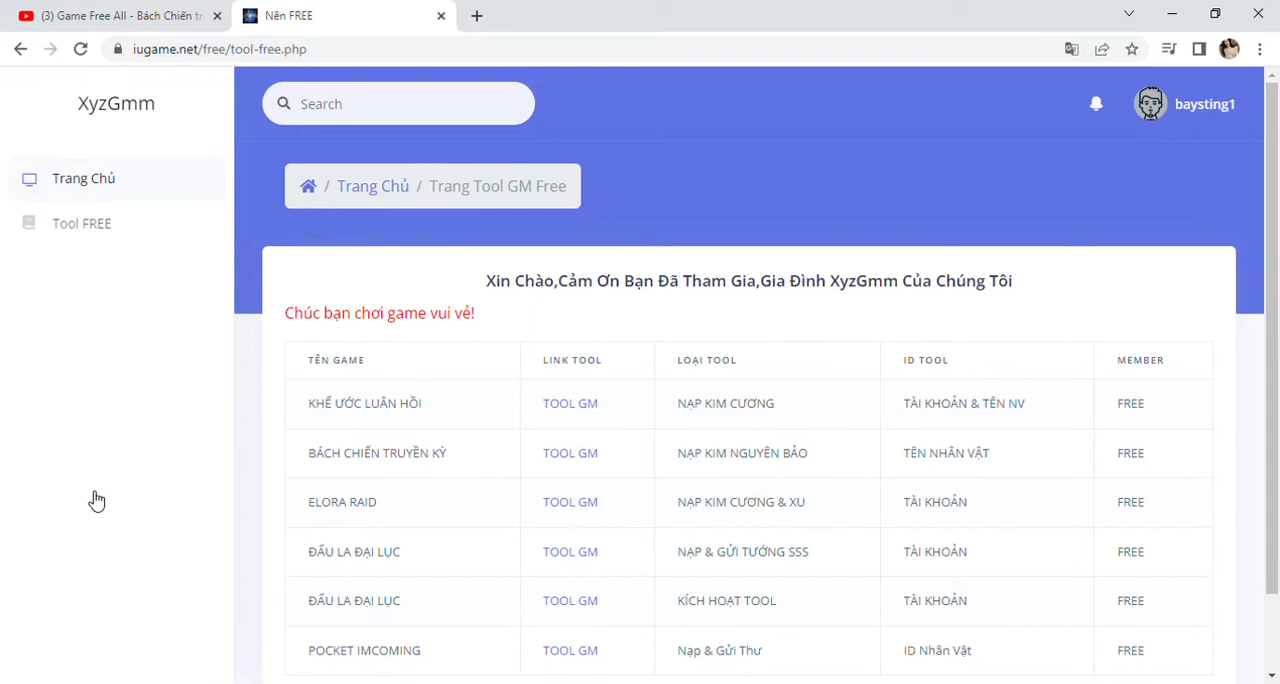 (3) Game Free All - Bách Chiến tr
Nền FREE
iugame.net/free/tool-free.php
XyzGmm
Search
baysting1
Trang Chủ
Tool FREE
/ Trang Chủ / Trang Tool GM Free
Xin Chào,Cảm Ơn Bạn Đã Tham Gia,Gia Đình XyzGmm Của Chúng Tôi
Chúc bạn chơi game vui vẻ!
TÊN GAME LINK TOOL LOẠI TOOL ID TOOL MEMBER
KHẾ ƯỚC LUÂN HỒI TOOL GM NẠP KIM CƯƠNG TÀI KHOẢN & TÊN NV FREE
BÁCH CHIẾN TRUYỀN KỲ TOOL GM NẠP KIM NGUYÊN BẢO TÊN NHÂN VẬT FREE
ELORA RAID TOOL GM NẠP KIM CƯƠNG & XU TÀI KHOẢN FREE
ĐẤU LA ĐẠI LỤC TOOL GM NẠP & GỬI TƯỚNG SSS TÀI KHOẢN FREE
ĐẤU LA ĐẠI LỤC TOOL GM KÍCH HOẠT TOOL TÀI KHOẢN FREE
POCKET IMCOMING TOOL GM Nạp & Gửi Thư ID Nhân Vật FREE